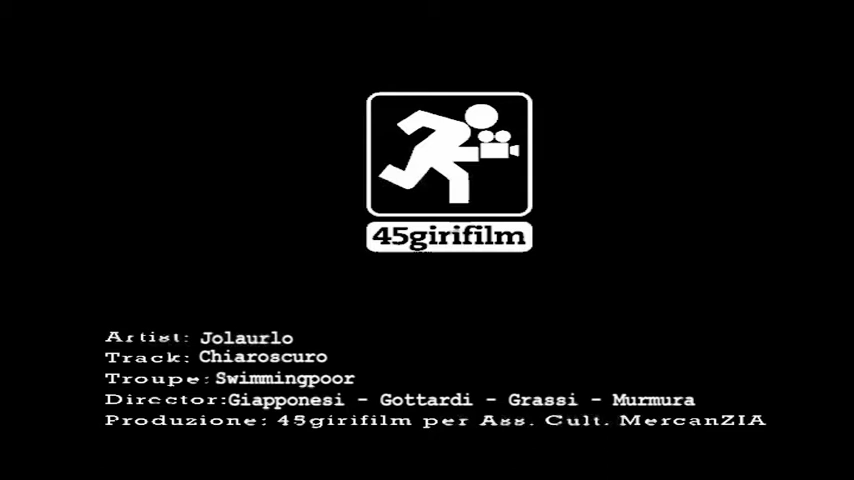 45girifilm
Artist: Jolaurlo
Track: Chiaroscuro
Troupe: Swimmingpoor
Director:Giapponesi - Gottardi - Grassi - Murmura
Produzione: 45girifilm per Ass. Cult. MercanZIA